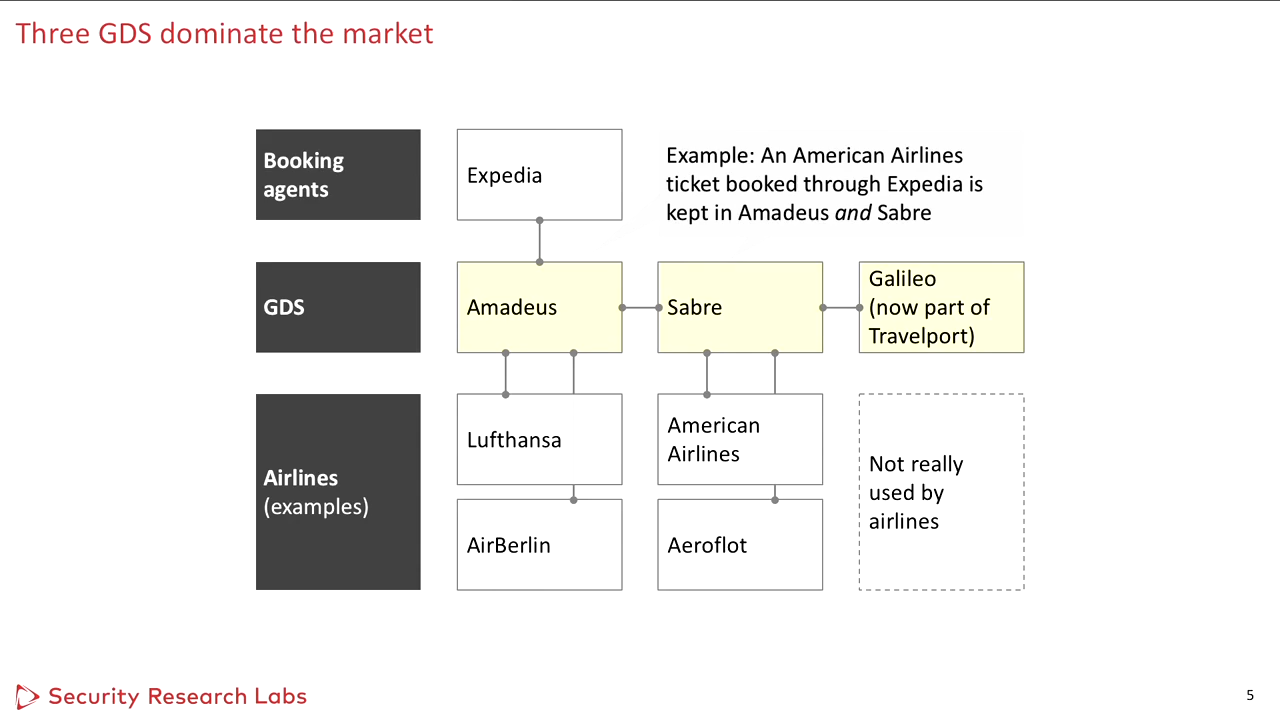 Three GDS dominate the market
Booking
agents
Expedia
Example: An American Airlines
ticket booked through Expedia is
kept in Amadeus and Sabre
GDS
Amadeus
Sabre
Galileo
(now part of
Travelport)
Airlines
(examples)
Lufthansa
American
Airlines
Not really
used by
airlines
AirBerlin
Aeroflot
Security Research Labs
5